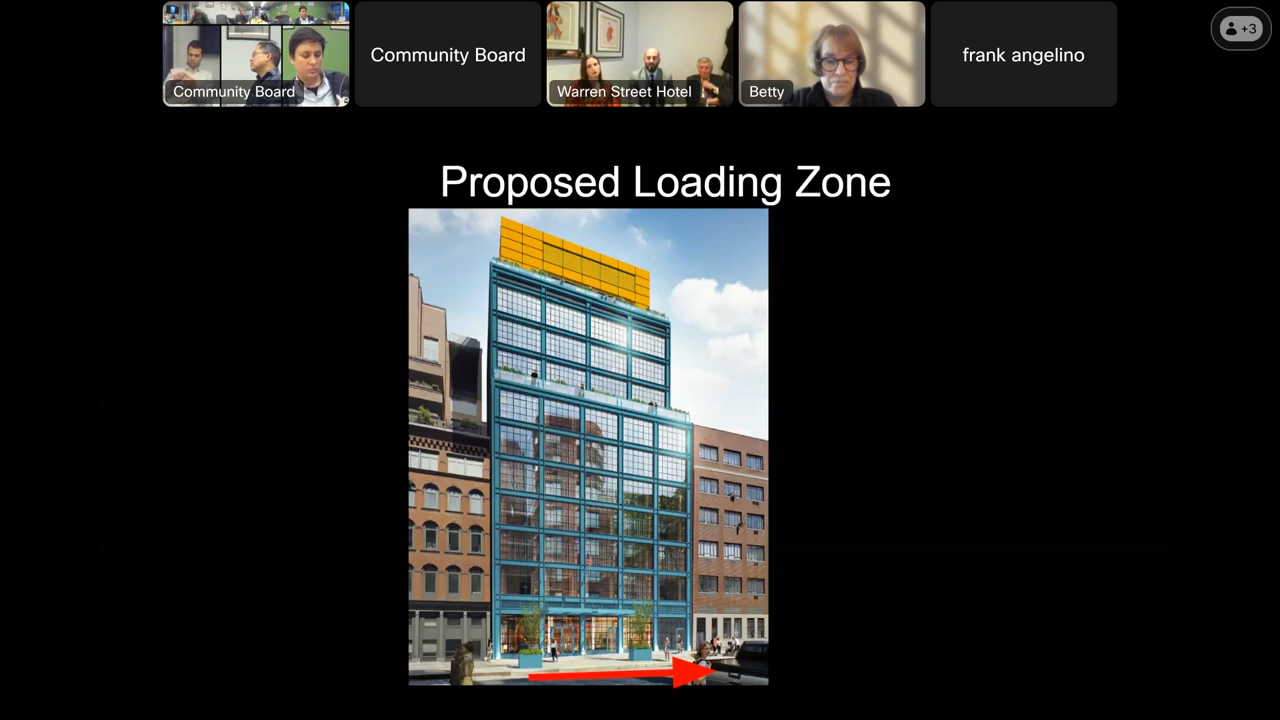 +3
Community Board
Community Board
Warren Street Hotel
Betty
frank angelino
Proposed Loading Zone